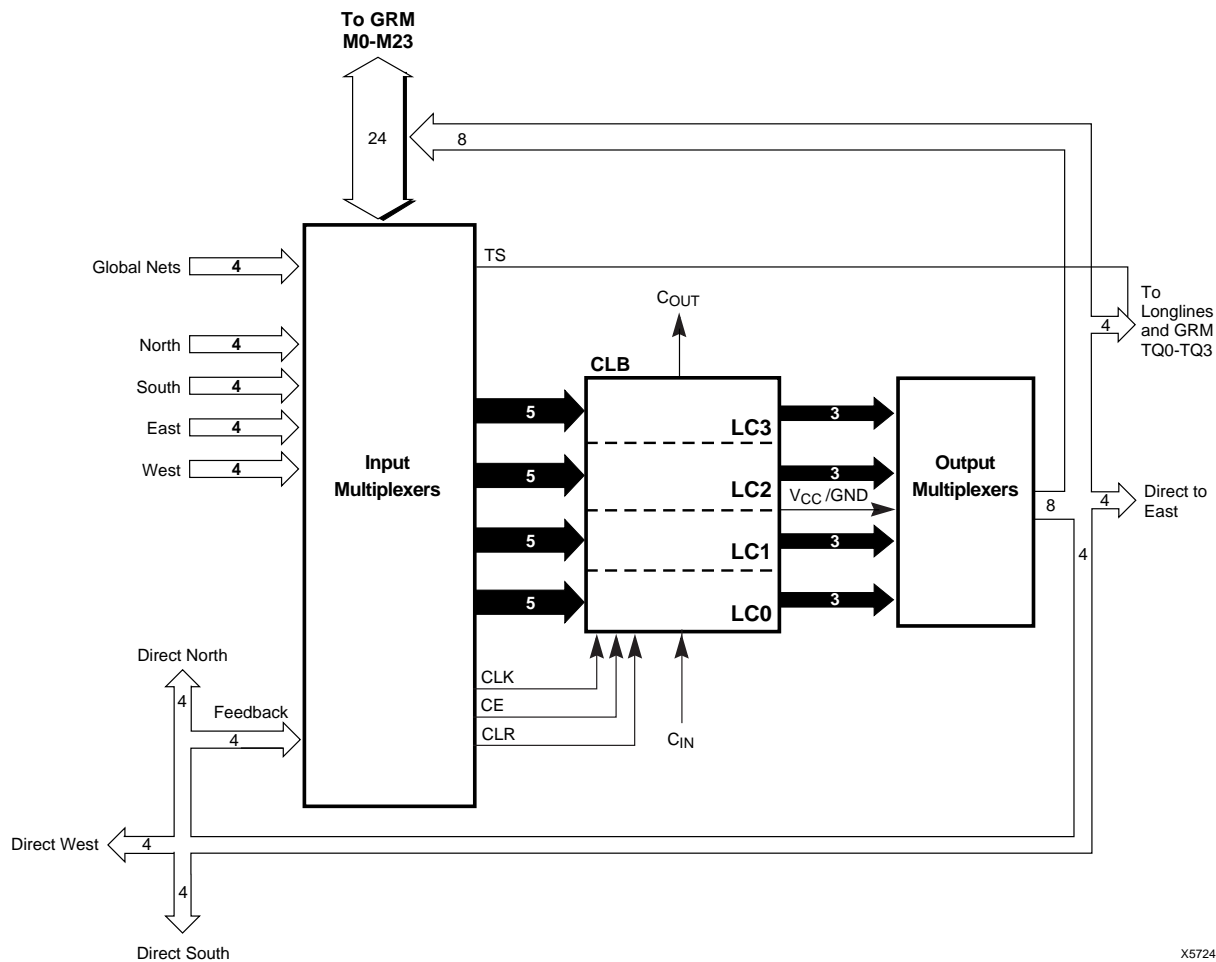 To GRM
M0-M23
24
8
Global Nets
4
TS
North
4
South
4
East
4
West
4
COUT
To
Longlines
and GRM
TQ0-TQ3
4
CLB
Input
Multiplexers
5
5
5
5
LC3
LC2
LC1
LC0
3
3
VCC /GND
3
3
Output
Multiplexers
8
4
4
Direct to
East
CLK
CE
CLR
CIN
Direct North
4
Feedback
4
Direct West
4
4
Direct South
X5724